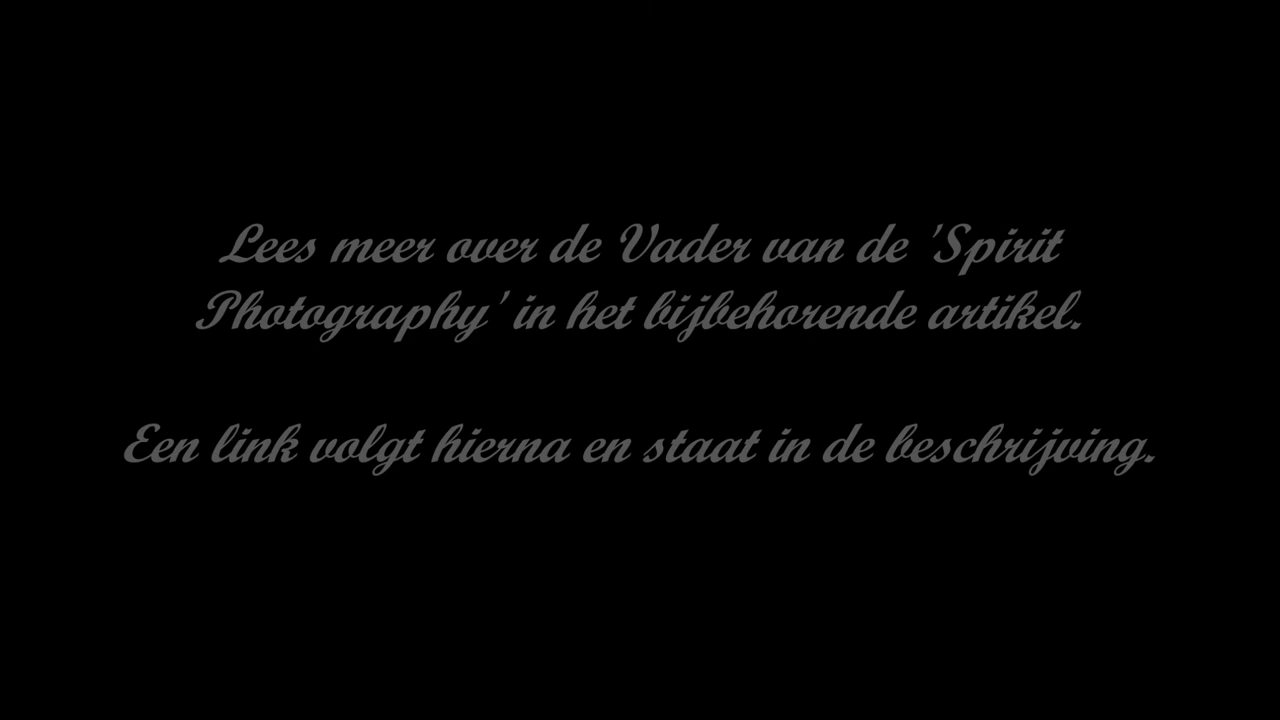 Lees meer over de Vader van de 'Spirit
Photography' in het bijbehorende artikel.
Een link volgt hierna en staat in de beschrijving.